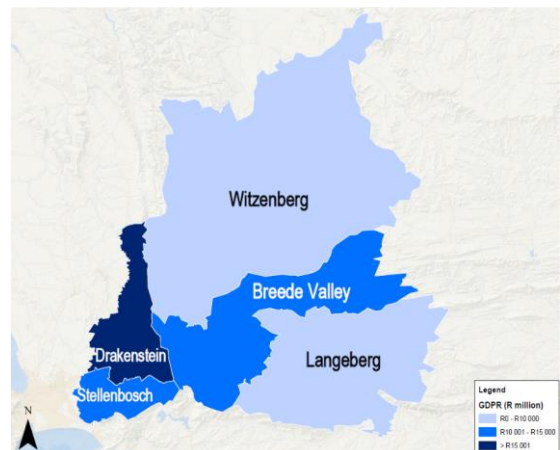 Witzenberg
Breede Valley
Drakenstein
Langeberg
Stellenbosch
N
Legend
GDPR (R million)
R0 - R10 000
R10 001 - R15 000
> R15 001